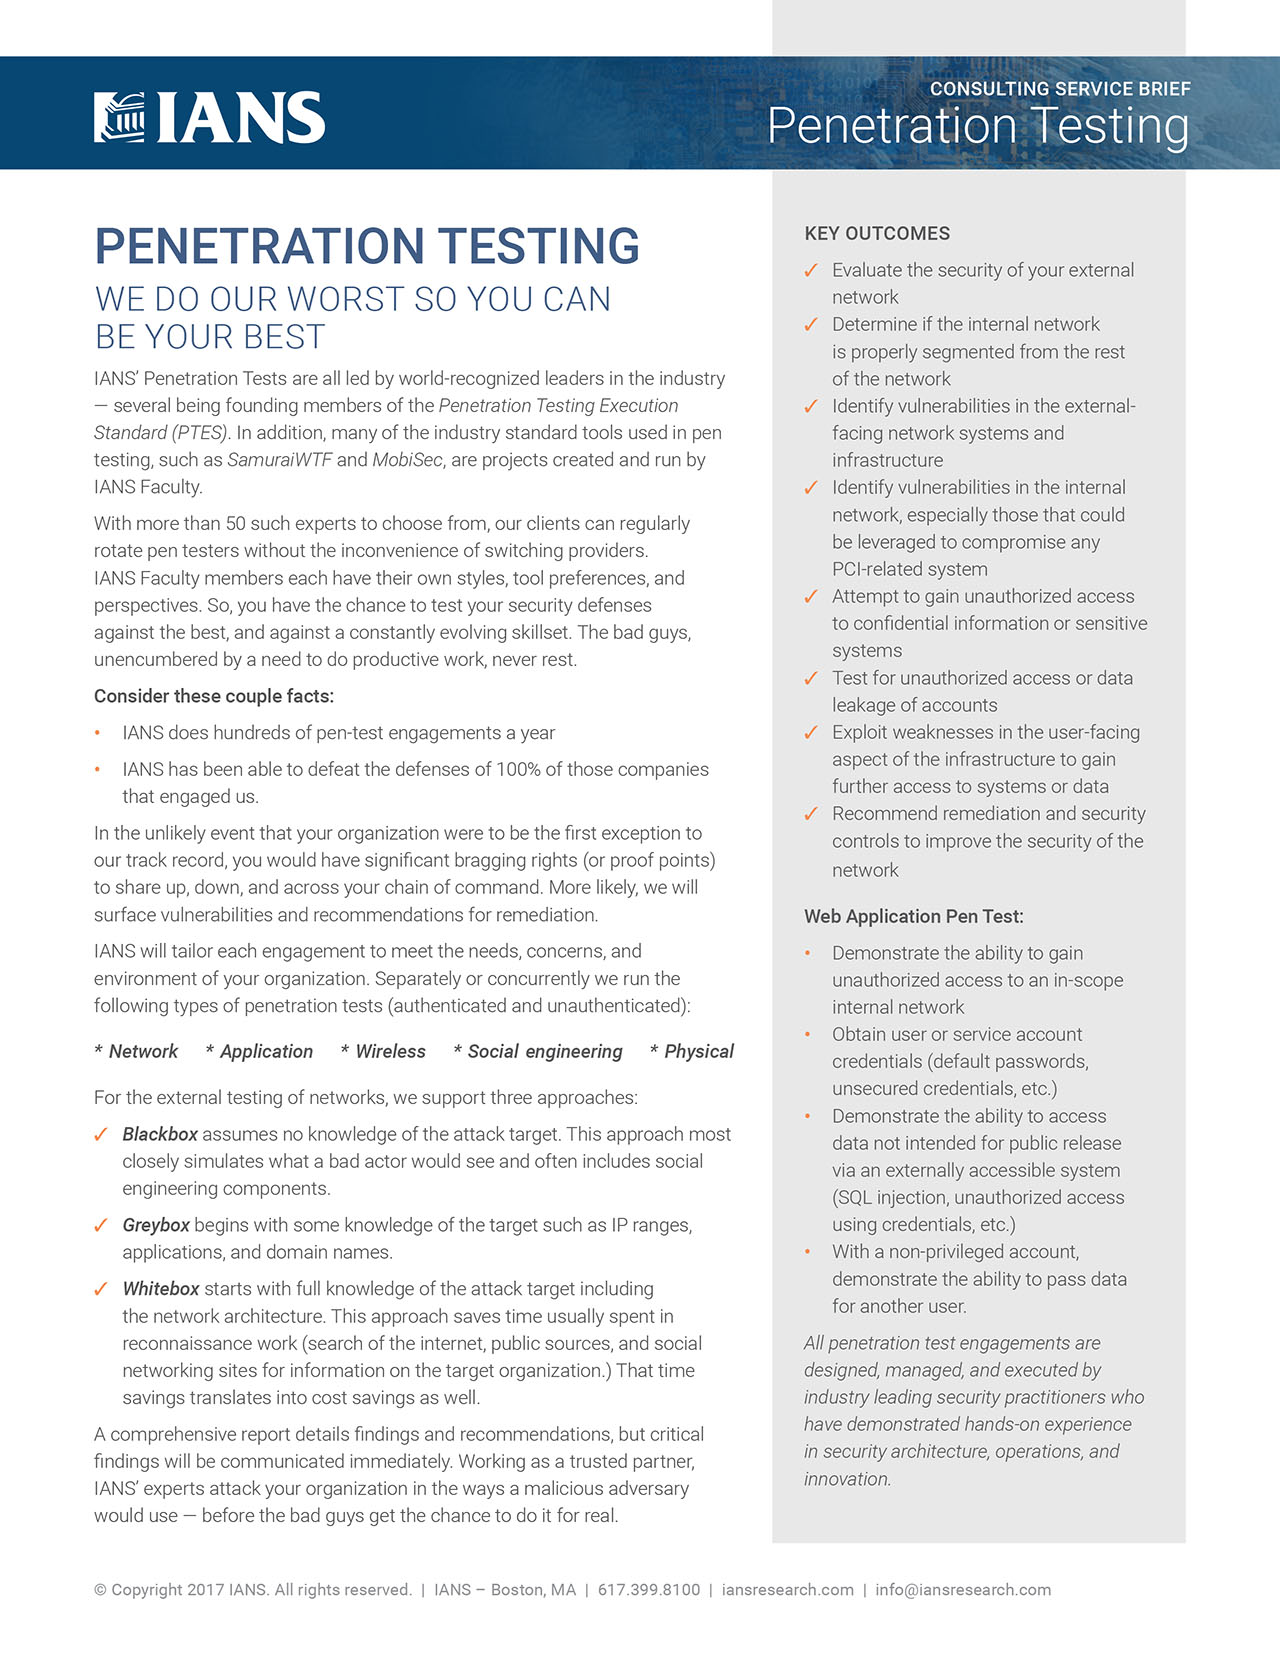 IANS
CONSULTING SERVICE BRIEF
Penetration Testing
PENETRATION TESTING
WE DO OUR WORST SO YOU CAN
BE YOUR BEST
IANS' Penetration Tests are all led by world-recognized leaders in the industry
— several being founding members of the Penetration Testing Execution
Standard (PTES). In addition, many of the industry standard tools used in pen
testing, such as SamuraiWTF and MobiSec, are projects created and run by
IANS Faculty.
With more than 50 such experts to choose from, our clients can regularly
rotate pen testers without the inconvenience of switching providers.
IANS Faculty members each have their own styles, tool preferences, and
perspectives. So, you have the chance to test your security defenses
against the best, and against a constantly evolving skillset. The bad guys,
unencumbered by a need to do productive work, never rest.
Consider these couple facts:
• IANS does hundreds of pen-test engagements a year
• IANS has been able to defeat the defenses of 100% of those companies
that engaged us.
In the unlikely event that your organization were to be the first exception to
our track record, you would have significant bragging rights (or proof points)
to share up, down, and across your chain of command. More likely, we will
surface vulnerabilities and recommendations for remediation.
IANS will tailor each engagement to meet the needs, concerns, and
environment of your organization. Separately or concurrently we run the
following types of penetration tests (authenticated and unauthenticated):
* Network * Application * Wireless * Social engineering * Physical
For the external testing of networks, we support three approaches:
✓ Blackbox assumes no knowledge of the attack target. This approach most
closely simulates what a bad actor would see and often includes social
engineering components.
✓ Greybox begins with some knowledge of the target such as IP ranges,
applications, and domain names.
✓ Whitebox starts with full knowledge of the attack target including
the network architecture. This approach saves time usually spent in
reconnaissance work (search of the internet, public sources, and social
networking sites for information on the target organization.) That time
savings translates into cost savings as well.
A comprehensive report details findings and recommendations, but critical
findings will be communicated immediately. Working as a trusted partner,
IANS' experts attack your organization in the ways a malicious adversary
would use — before the bad guys get the chance to do it for real.
KEY OUTCOMES
✓ Evaluate the security of your external
network
✓ Determine if the internal network
is properly segmented from the rest
of the network
✓ Identify vulnerabilities in the external-
facing network systems and
infrastructure
✓ Identify vulnerabilities in the internal
network, especially those that could
be leveraged to compromise any
PCI-related system
✓ Attempt to gain unauthorized access
to confidential information or sensitive
systems
✓ Test for unauthorized access or data
leakage of accounts
✓ Exploit weaknesses in the user-facing
aspect of the infrastructure to gain
further access to systems or data
✓ Recommend remediation and security
controls to improve the security of the
network
Web Application Pen Test:
• Demonstrate the ability to gain
unauthorized access to an in-scope
internal network
• Obtain user or service account
credentials (default passwords,
unsecured credentials, etc.)
• Demonstrate the ability to access
data not intended for public release
via an externally accessible system
(SQL injection, unauthorized access
using credentials, etc.)
• With a non-privileged account,
demonstrate the ability to pass data
for another user.
All penetration test engagements are
designed, managed, and executed by
industry leading security practitioners who
have demonstrated hands-on experience
in security architecture, operations, and
innovation.
© Copyright 2017 IANS. All rights reserved. | IANS – Boston, MA | 617.399.8100 | iansresearch.com | info@iansresearch.com